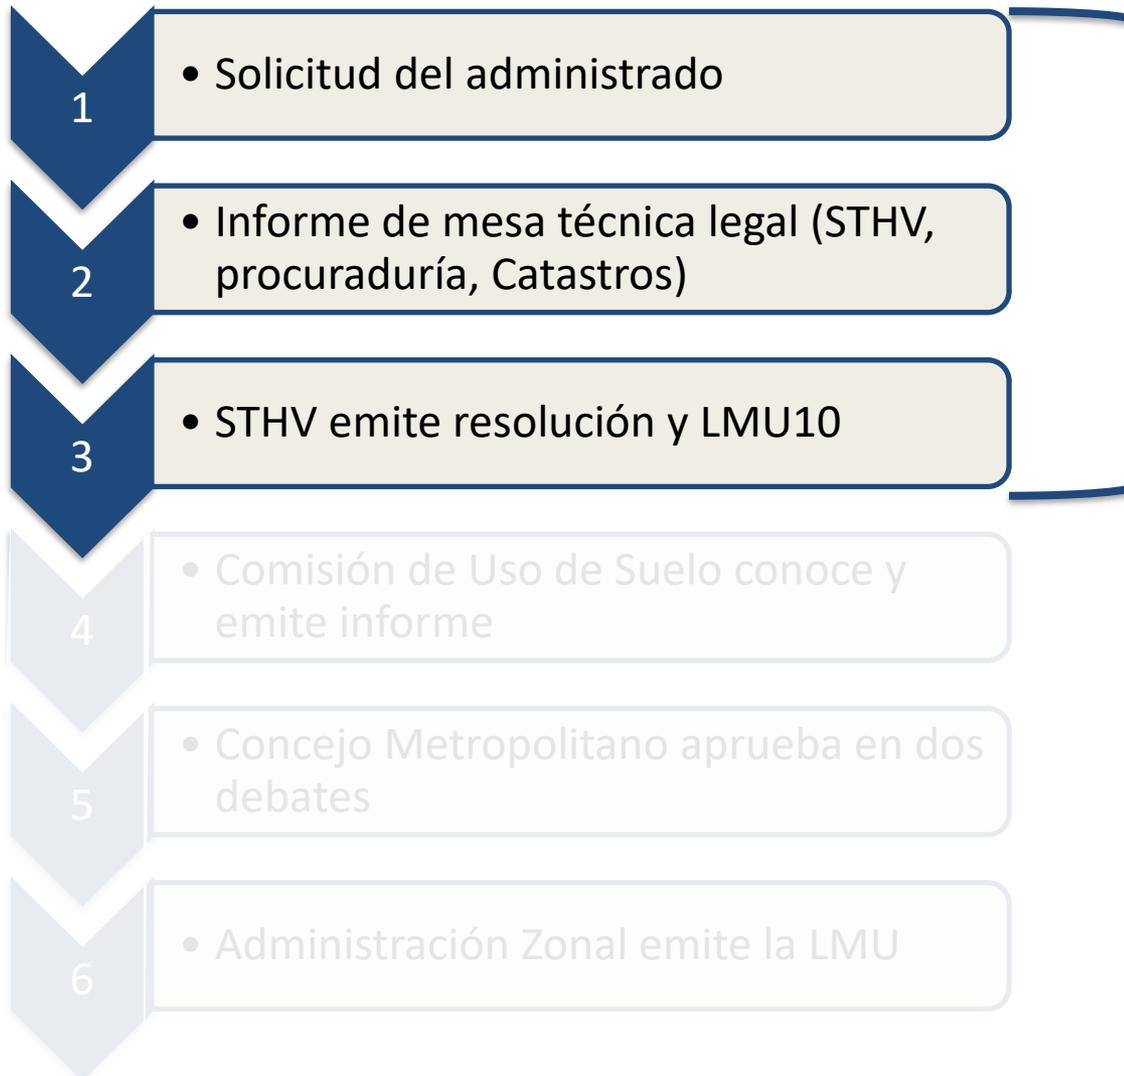 1
• Solicitud del administrado
2
• Informe de mesa técnica legal (STHV,
procuraduría, Catastros)
3
• STHV emite resolución y LMU10
4
• Comisión de Uso de Suelo conoce y
emite informe
5
• Concejo Metropolitano aprueba en dos
debates
6
• Administración Zonal emite la LMU